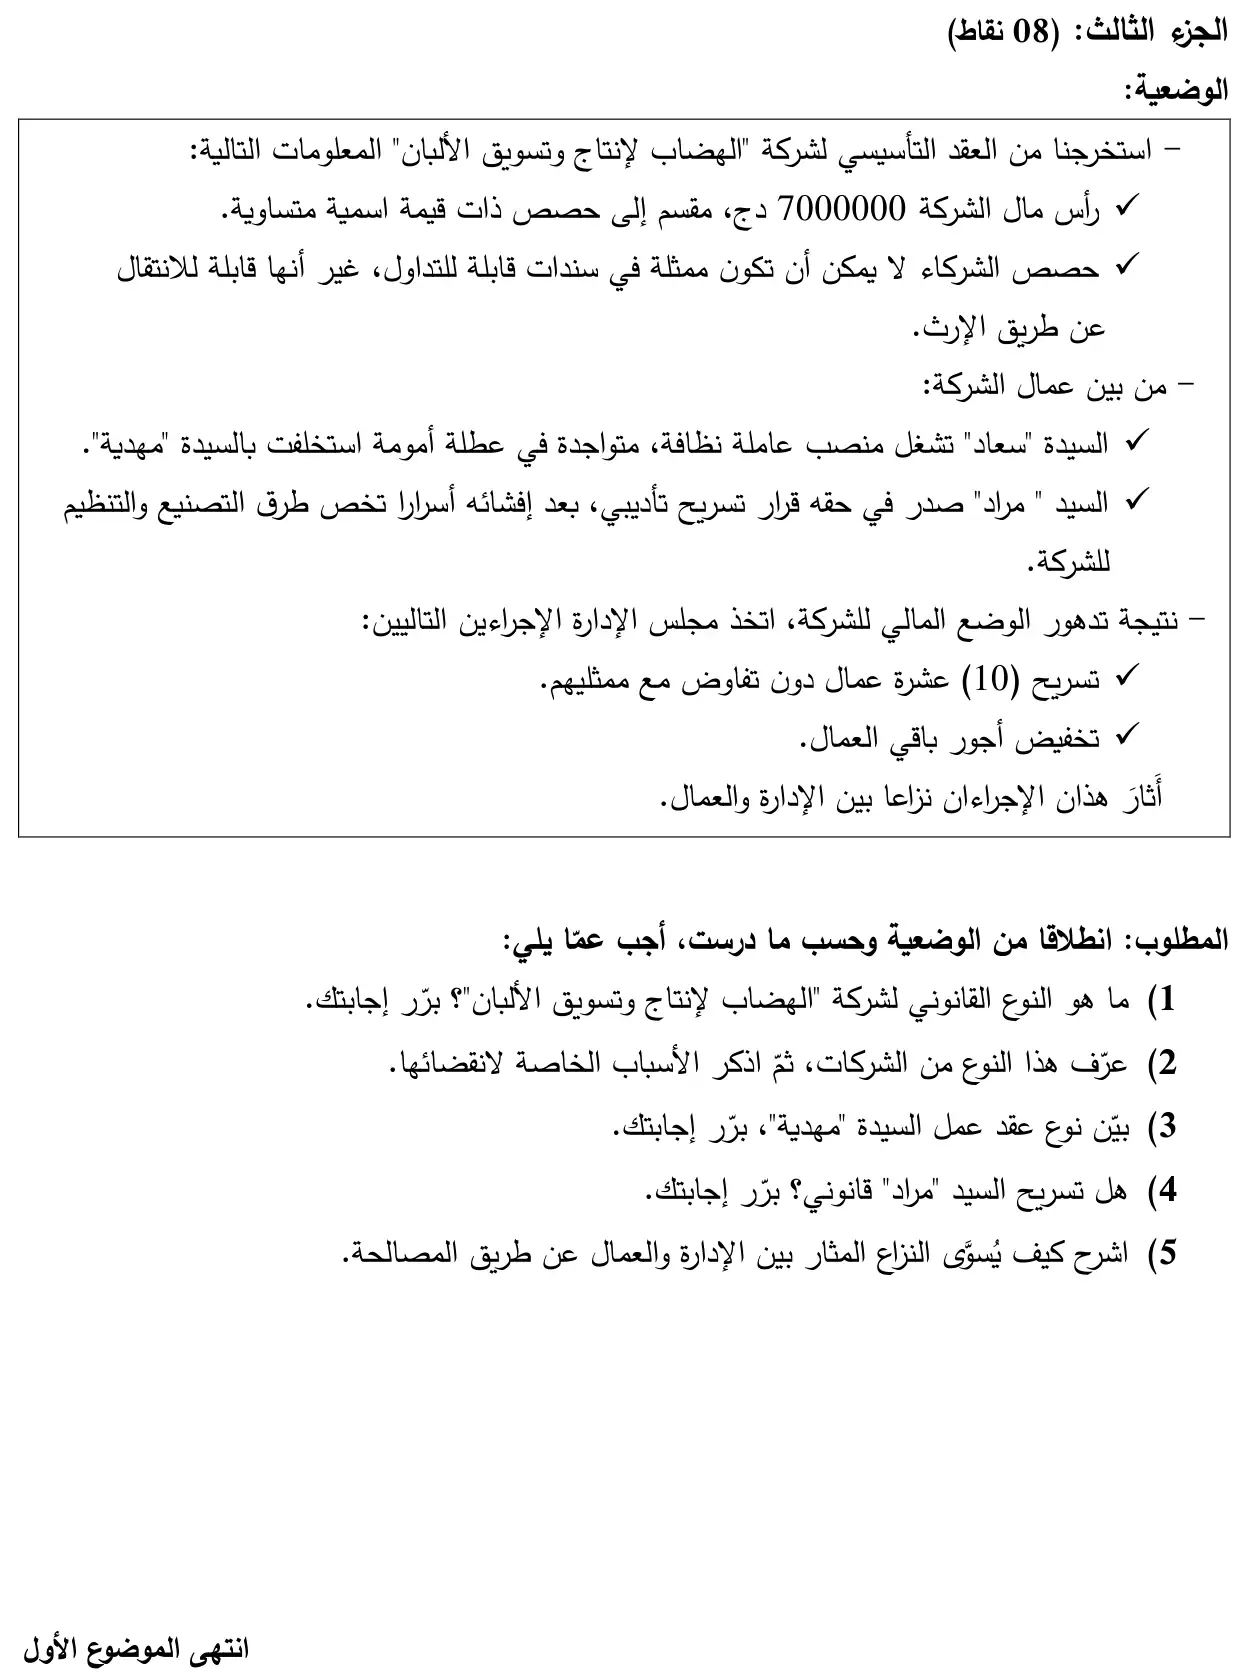 الجزء الثالث: (08 نقاط)
الوضعية:
– استخرجنا من العقد التأسيسي لشركة "الهضاب لإنتاج وتسويق الألبان" المعلومات التالية:
✓ رأس مال الشركة 7000000 دج، مقسم إلى حصص ذات قيمة اسمية متساوية.
✓ حصص الشركاء لا يمكن أن تكون ممثلة في سندات قابلة للتداول، غير أنها قابلة للانتقال
عن طريق الإرث.
– من بين عمال الشركة:
✓ السيدة "سعاد" تشغل منصب عاملة نظافة، متواجدة في عطلة أمومة استخلفت بالسيدة "مهدية".
✓ السيد " مراد" صدر في حقه قرار تسريح تأديبي، بعد إفشائه أسرارا تخص طرق التصنيع والتنظيم
للشركة.
– نتيجة تدهور الوضع المالي للشركة، اتخذ مجلس الإدارة الإجراءين التاليين:
✓ تسريح (10) عشرة عمال دون تفاوض مع ممثليهم.
✓ تخفيض أجور باقي العمال.
أَثارَ هذان الإجراءان نزاعا بين الإدارة والعمال.
المطلوب: انطلاقا من الوضعية وحسب ما درست، أجب عمّا يلي:
1) ما هو النوع القانوني لشركة "الهضاب لإنتاج وتسويق الألبان"؟ برّر إجابتك.
2) عرّف هذا النوع من الشركات، ثمّ اذكر الأسباب الخاصة لانقضائها.
3) بيّن نوع عقد عمل السيدة "مهدية"، برّر إجابتك.
4) هل تسريح السيد "مراد" قانوني؟ برّر إجابتك.
5) اشرح كيف يُسوَّى النزاع المثار بين الإدارة والعمال عن طريق المصالحة.
انتهى الموضوع الأول